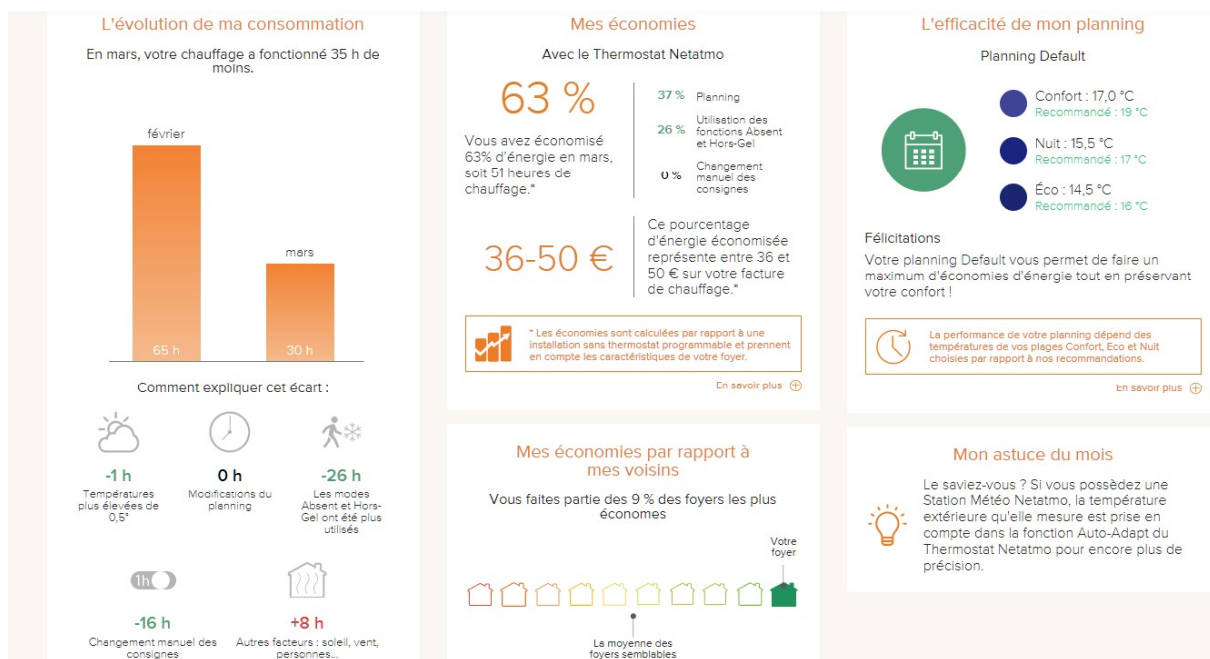 L'évolution de ma consommation
En mars, votre chauffage a fonctionné 35 h de
moins.
février
mars
65 h
30 h
Comment expliquer cet écart :
-1 h
Températures
plus élevées de
0,5°
0 h
Modifications du
planning
-26 h
Les modes
Absent et Hors-
Gel ont été plus
utilisés
1h
-16 h
Changement manuel des
consignes
+8 h
Autres facteurs : soleil, vent,
personnes...
Mes économies
Avec le Thermostat Netatmo
63 %
Vous avez économisé
63% d'énergie en mars,
soit 51 heures de
chauffage.*
37 % Planning
26 % Utilisation des
fonctions Absent
et Hors-Gel
0 % Changement
manuel des
consignes
36-50 €
Ce pourcentage
d'énergie économisée
représente entre 36 et
50 € sur votre facture
de chauffage.*
* Les économies sont calculées par rapport à une
installation sans thermostat programmable et prennent
en compte les caractéristiques de votre foyer.
En savoir plus
Mes économies par rapport à
mes voisins
Vous faites partie des 9 % des foyers les plus
économes
Votre
foyer
La moyenne des
foyers semblables
L'efficacité de mon planning
Planning Default
Confort : 17,0 °C
Recommandé : 19 °C
Nuit : 15,5 °C
Recommandé : 17 °C
Éco : 14,5 °C
Recommandé : 16 °C
Félicitations
Votre planning Default vous permet de faire un
maximum d'économies d'énergie tout en préservant
votre confort !
La performance de votre planning dépend des
températures de vos plages Confort, Eco et Nuit
choisies par rapport à nos recommandations.
En savoir plus
Mon astuce du mois
Le saviez-vous ? Si vous possèdez une
Station Météo Netatmo, la température
extérieure qu'elle mesure est prise en
compte dans la fonction Auto-Adapt du
Thermostat Netatmo pour encore plus de
précision.